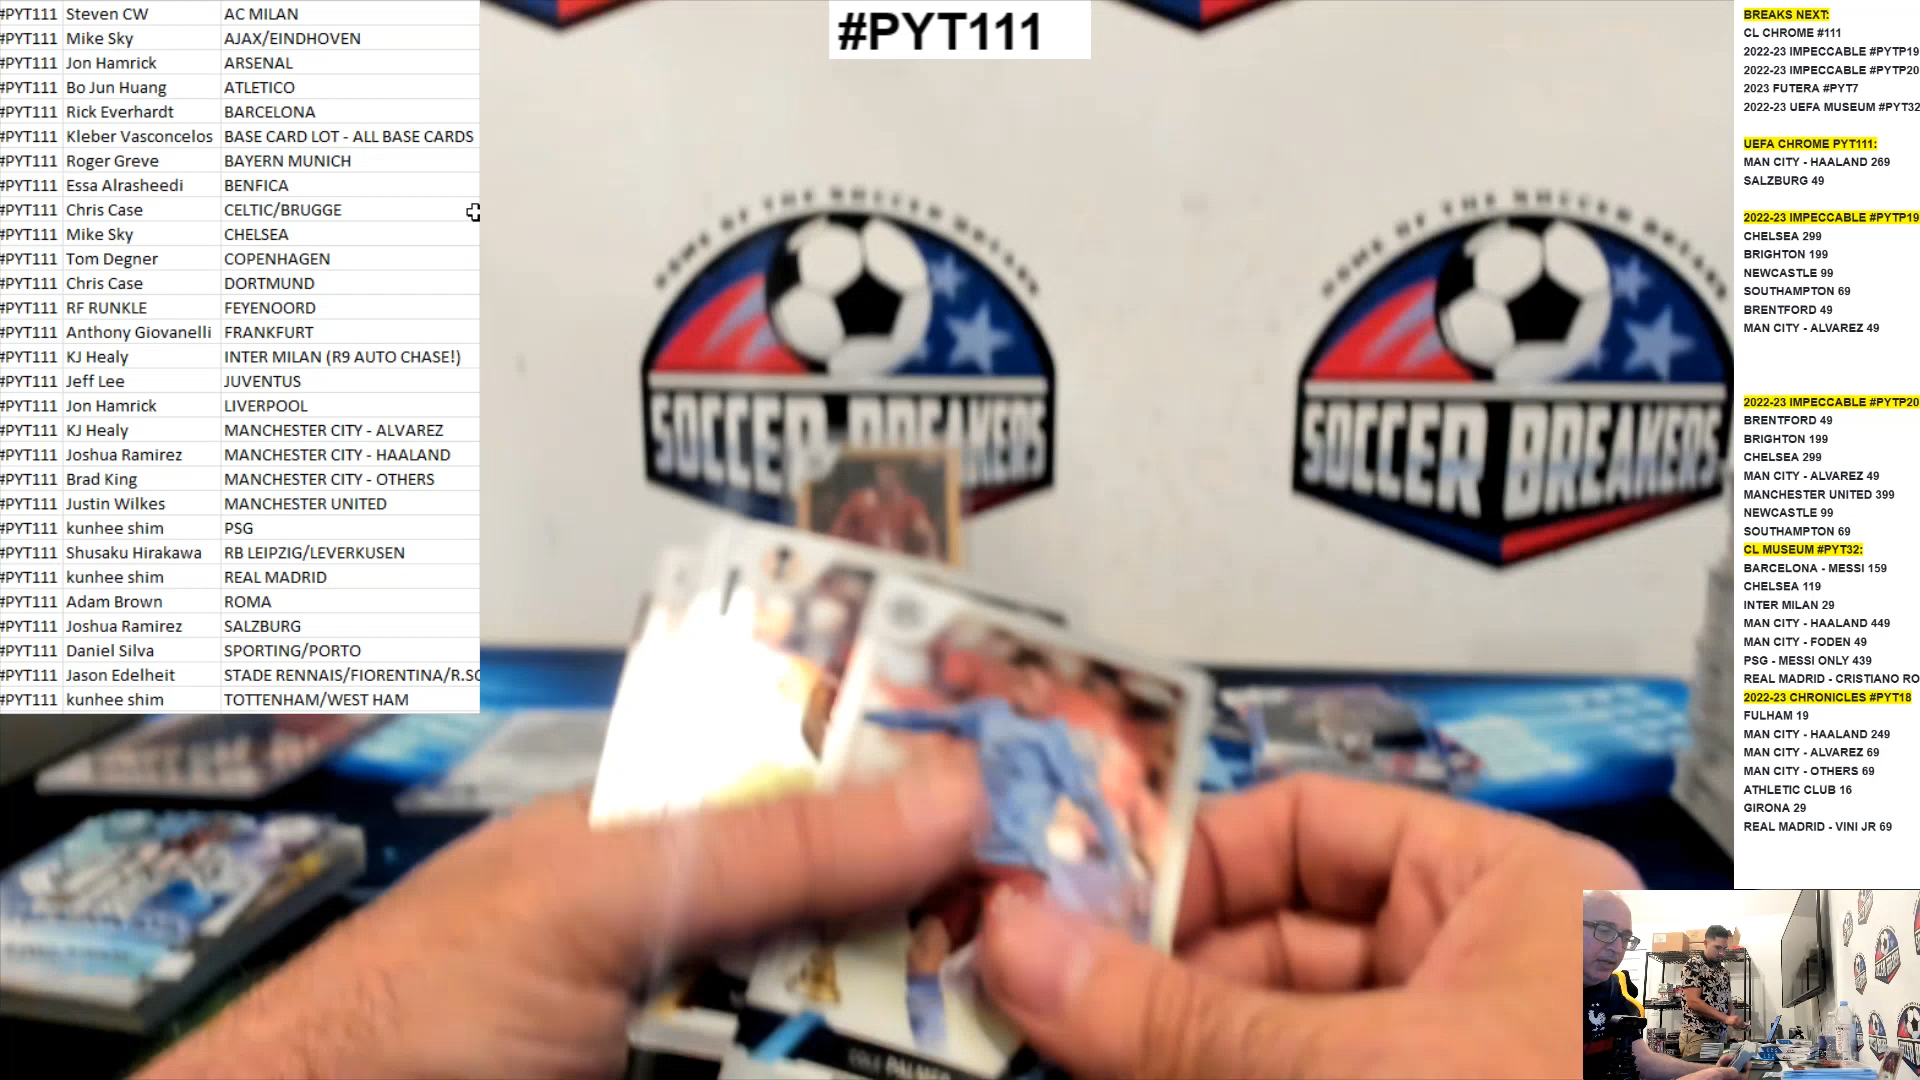 #PYT111 Steven CW AC MILAN
#PYT111 Mike Sky AJAX/EINDHOVEN
#PYT111 Jon Hamrick ARSENAL
#PYT111 Bo Jun Huang ATLETICO
#PYT111 Rick Everhardt BARCELONA
#PYT111 Kleber Vasconcelos BASE CARD LOT - ALL BASE CARDS
#PYT111 Roger Greve BAYERN MUNICH
#PYT111 Essa Alrasheedi BENFICA
#PYT111 Chris Case CELTIC/BRUGGE
#PYT111 Mike Sky CHELSEA
#PYT111 Tom Degner COPENHAGEN
#PYT111 Chris Case DORTMUND
#PYT111 RF RUNKLE FEYENOORD
#PYT111 Anthony Giovanelli FRANKFURT
#PYT111 KJ Healy INTER MILAN (R9 AUTO CHASE!)
#PYT111 Jeff Lee JUVENTUS
#PYT111 Jon Hamrick LIVERPOOL
#PYT111 KJ Healy MANCHESTER CITY - ALVAREZ
#PYT111 Joshua Ramirez MANCHESTER CITY - HAALAND
#PYT111 Brad King MANCHESTER CITY - OTHERS
#PYT111 Justin Wilkes MANCHESTER UNITED
#PYT111 kunhee shim PSG
#PYT111 Shusaku Hirakawa RB LEIPZIG/LEVERKUSEN
#PYT111 kunhee shim REAL MADRID
#PYT111 Adam Brown ROMA
#PYT111 Joshua Ramirez SALZBURG
#PYT111 Daniel Silva SPORTING/PORTO
#PYT111 Jason Edelheit STADE RENNAIS/FIORENTINA/R.SO
#PYT111 kunhee shim TOTTENHAM/WEST HAM
#PYT111
HOME OF THE SOCCER BREAKS
SOCCER BREAKERS
HOME OF THE SOCCER BREAKS
SOCCER BREAKERS
COLE PALMER
BREAKS NEXT:
CL CHROME #111
2022-23 IMPECCABLE #PYTP19
2022-23 IMPECCABLE #PYTP20
2023 FUTERA #PYT7
2022-23 UEFA MUSEUM #PYT32
UEFA CHROME PYT111:
MAN CITY - HAALAND 269
SALZBURG 49
2022-23 IMPECCABLE #PYTP19
CHELSEA 299
BRIGHTON 199
NEWCASTLE 99
SOUTHAMPTON 69
BRENTFORD 49
MAN CITY - ALVAREZ 49
2022-23 IMPECCABLE #PYTP20
BRENTFORD 49
BRIGHTON 199
CHELSEA 299
MAN CITY - ALVAREZ 49
MANCHESTER UNITED 399
NEWCASTLE 99
SOUTHAMPTON 69
CL MUSEUM #PYT32:
BARCELONA - MESSI 159
CHELSEA 119
INTER MILAN 29
MAN CITY - HAALAND 449
MAN CITY - FODEN 49
PSG - MESSI ONLY 439
REAL MADRID - CRISTIANO RO
2022-23 CHRONICLES #PYT18
FULHAM 19
MAN CITY - HAALAND 249
MAN CITY - ALVAREZ 69
MAN CITY - OTHERS 69
ATHLETIC CLUB 16
GIRONA 29
REAL MADRID - VINI JR 69